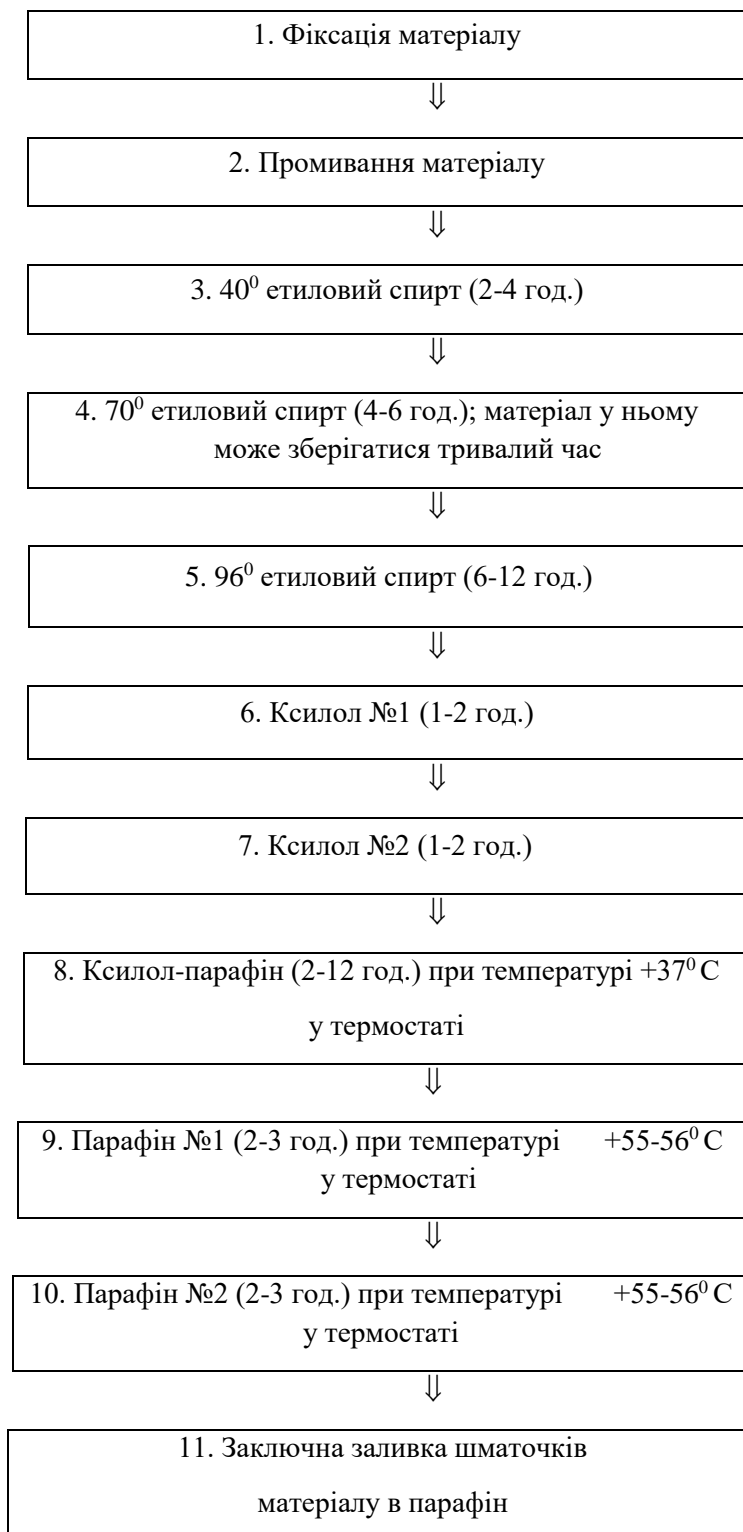 1. Фіксація матеріалу
⇓
2. Промивання матеріалу
⇓
3. 40⁰ етиловий спирт (2-4 год.)
⇓
4. 70⁰ етиловий спирт (4-6 год.); матеріал у ньому
може зберігатися тривалий час
⇓
5. 96⁰ етиловий спирт (6-12 год.)
⇓
6. Ксилол №1 (1-2 год.)
⇓
7. Ксилол №2 (1-2 год.)
⇓
8. Ксилол-парафін (2-12 год.) при температурі +37⁰ С
у термостаті
⇓
9. Парафін №1 (2-3 год.) при температурі +55-56⁰ С
у термостаті
⇓
10. Парафін №2 (2-3 год.) при температурі +55-56⁰ С
у термостаті
⇓
11. Заключна заливка шматочків
матеріалу в парафін